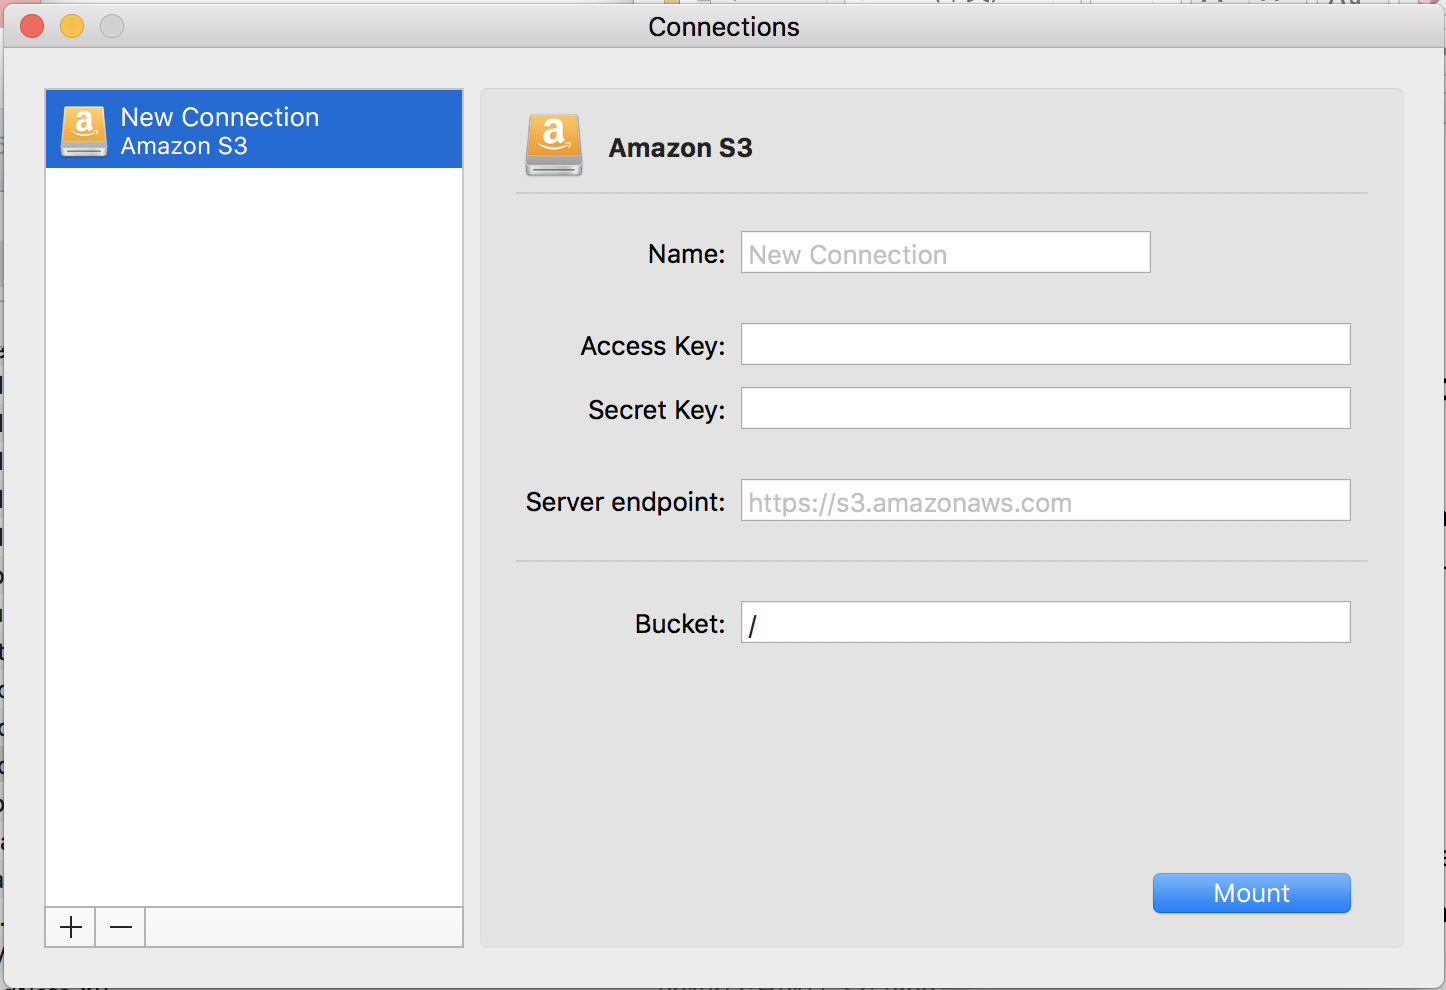 Connections
New Connection
Amazon S3
Amazon S3
Name:
New Connection
Access Key:
Secret Key:
Server endpoint:
https://s3.amazonaws.com
Bucket:
/
Mount